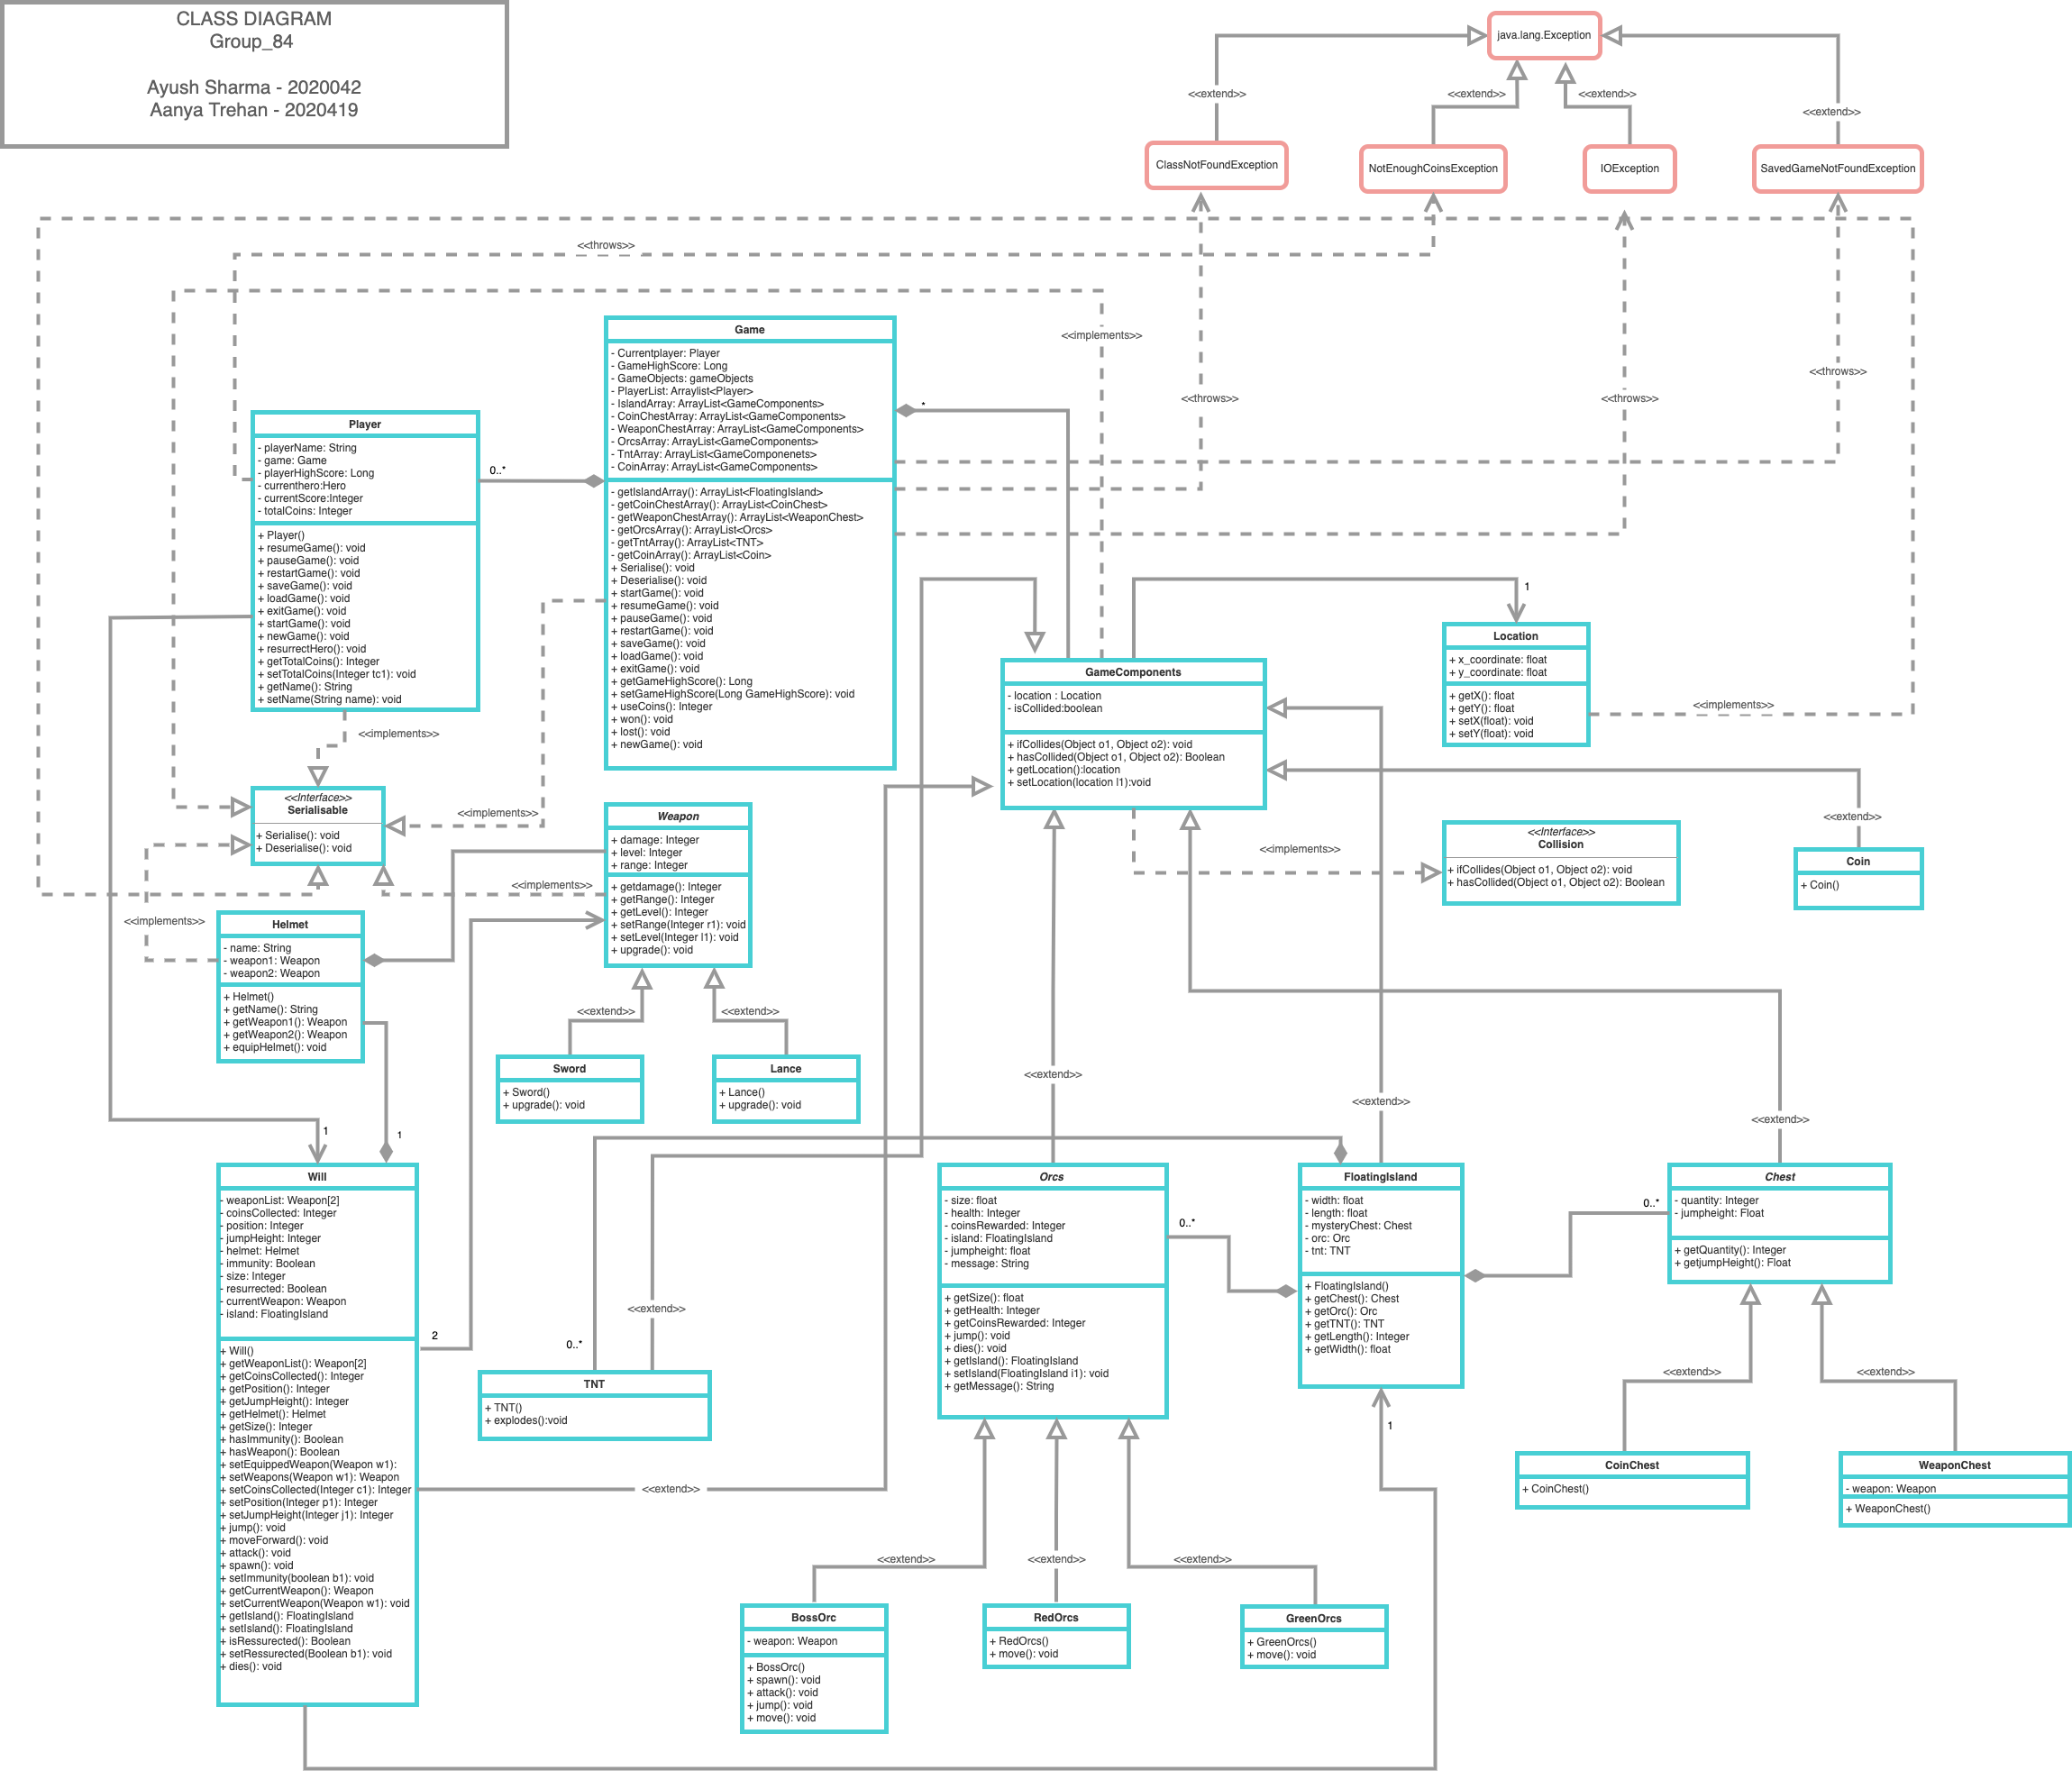 CLASS DIAGRAM
Group_84
Ayush Sharma - 2020042
Aanya Trehan - 2020419
java.lang.Exception
<<extend>>
<<extend>>
<<extend>>
<<extend>>
ClassNotFoundException
NotEnoughCoinsException
IOException
SavedGameNotFoundException
<<throws>>
<<implements>>
<<throws>>
<<throws>>
<<throws>>
Game
- Currentplayer: Player
- GameHighScore: Long
- GameObjects: gameObjects
- PlayerList: Arraylist<Player>
- IslandArray: ArrayList<GameComponents>
- CoinChestArray: ArrayList<GameComponents>
- WeaponChestArray: ArrayList<GameComponents>
- OrcsArray: ArrayList<GameComponents>
- TntArray: ArrayList<GameComponenets>
- CoinArray: ArrayList<GameComponents>
- getIslandArray(): ArrayList<FloatingIsland>
- getCoinChestArray(): ArrayList<CoinChest>
- getWeaponChestArray(): ArrayList<WeaponChest>
- getOrcsArray(): ArrayList<Orcs>
- getTntArray(): ArrayList<TNT>
- getCoinArray(): ArrayList<Coin>
+ Serialise(): void
+ Deserialise(): void
+ startGame(): void
+ resumeGame(): void
+ pauseGame(): void
+ restartGame(): void
+ saveGame(): void
+ loadGame(): void
+ exitGame(): void
+ getGameHighScore(): Long
+ setGameHighScore(Long GameHighScore): void
+ useCoins(): Integer
+ won(): void
+ lost(): void
+ newGame(): void
*
0..*
Player
- playerName: String
- game: Game
- playerHighScore: Long
- currenthero:Hero
- currentScore:Integer
- totalCoins: Integer
+ Player()
+ resumeGame(): void
+ pauseGame(): void
+ restartGame(): void
+ saveGame(): void
+ loadGame(): void
+ exitGame(): void
+ startGame(): void
+ newGame(): void
+ resurrectHero(): void
+ getTotalCoins(): Integer
+ setTotalCoins(Integer tc1): void
+ getName(): String
+ setName(String name): void
<<implements>>
1
Location
+ x_coordinate: float
+ y_coordinate: float
+ getX(): float
+ getY(): float
+ setX(float): void
+ setY(float): void
<<implements>>
GameComponents
- location : Location
- isCollided:boolean
+ ifCollides(Object o1, Object o2): void
+ hasCollided(Object o1, Object o2): Boolean
+ getLocation():location
+ setLocation(location l1):void
<<Interface>>
Serialisable
+ Serialise(): void
+ Deserialise(): void
<<implements>>
Weapon
+ damage: Integer
+ level: Integer
+ range: Integer
+ getdamage(): Integer
+ getRange(): Integer
+ getLevel(): Integer
+ setRange(Integer r1): void
+ setLevel(Integer l1): void
+ upgrade(): void
<<implements>>
<<implements>>
<<Interface>>
Collision
+ ifCollides(Object o1, Object o2): void
+ hasCollided(Object o1, Object o2): Boolean
<<extend>>
Coin
+ Coin()
<<implements>>
Helmet
- name: String
- weapon1: Weapon
- weapon2: Weapon
+ Helmet()
+ getName(): String
+ getWeapon1(): Weapon
+ getWeapon2(): Weapon
+ equipHelmet(): void
<<extend>>
<<extend>>
Sword
+ Sword()
+ upgrade(): void
Lance
+ Lance()
+ upgrade(): void
<<extend>>
<<extend>>
<<extend>>
1
1
Will
- weaponList: Weapon[2]
- coinsCollected: Integer
- position: Integer
- jumpHeight: Integer
- helmet: Helmet
- immunity: Boolean
- size: Integer
- resurrected: Boolean
- currentWeapon: Weapon
- island: FloatingIsland
+ Will()
+ getWeaponList(): Weapon[2]
+ getCoinsCollected(): Integer
+ getPosition(): Integer
+ getJumpHeight(): Integer
+ getHelmet(): Helmet
+ getSize(): Integer
+ hasImmunity(): Boolean
+ hasWeapon(): Boolean
+ setEquippedWeapon(Weapon w1):
+ setWeapons(Weapon w1): Weapon
+ setCoinsCollected(Integer c1): Integer
+ setPosition(Integer p1): Integer
+ setJumpHeight(Integer j1): Integer
+ jump(): void
+ moveForward(): void
+ attack(): void
+ spawn(): void
+ setImmunity(boolean b1): void
+ getCurrentWeapon(): Weapon
+ setCurrentWeapon(Weapon w1): void
+ getIsland(): FloatingIsland
+ setIsland(): FloatingIsland
+ isRessurected(): Boolean
+ setRessurected(Boolean b1): void
+ dies(): void
2
0..*
<<extend>>
TNT
+ TNT()
+ explodes():void
<<extend>>
Orcs
- size: float
- health: Integer
- coinsRewarded: Integer
- island: FloatingIsland
- jumpheight: float
- message: String
+ getSize(): float
+ getHealth: Integer
+ getCoinsRewarded: Integer
+ jump(): void
+ dies(): void
+ getIsland(): FloatingIsland
+ setIsland(FloatingIsland i1): void
+ getMessage(): String
0..*
FloatingIsland
- width: float
- length: float
- mysteryChest: Chest
- orc: Orc
- tnt: TNT
+ FloatingIsland()
+ getChest(): Chest
+ getOrc(): Orc
+ getTNT(): TNT
+ getLength(): Integer
+ getWidth(): float
1
0..*
Chest
- quantity: Integer
- jumpheight: Float
+ getQuantity(): Integer
+ getjumpHeight(): Float
<<extend>>
<<extend>>
CoinChest
+ CoinChest()
WeaponChest
- weapon: Weapon
+ WeaponChest()
<<extend>>
<<extend>>
<<extend>>
BossOrc
- weapon: Weapon
+ BossOrc()
+ spawn(): void
+ attack(): void
+ jump(): void
+ move(): void
RedOrcs
+ RedOrcs()
+ move(): void
GreenOrcs
+ GreenOrcs()
+ move(): void